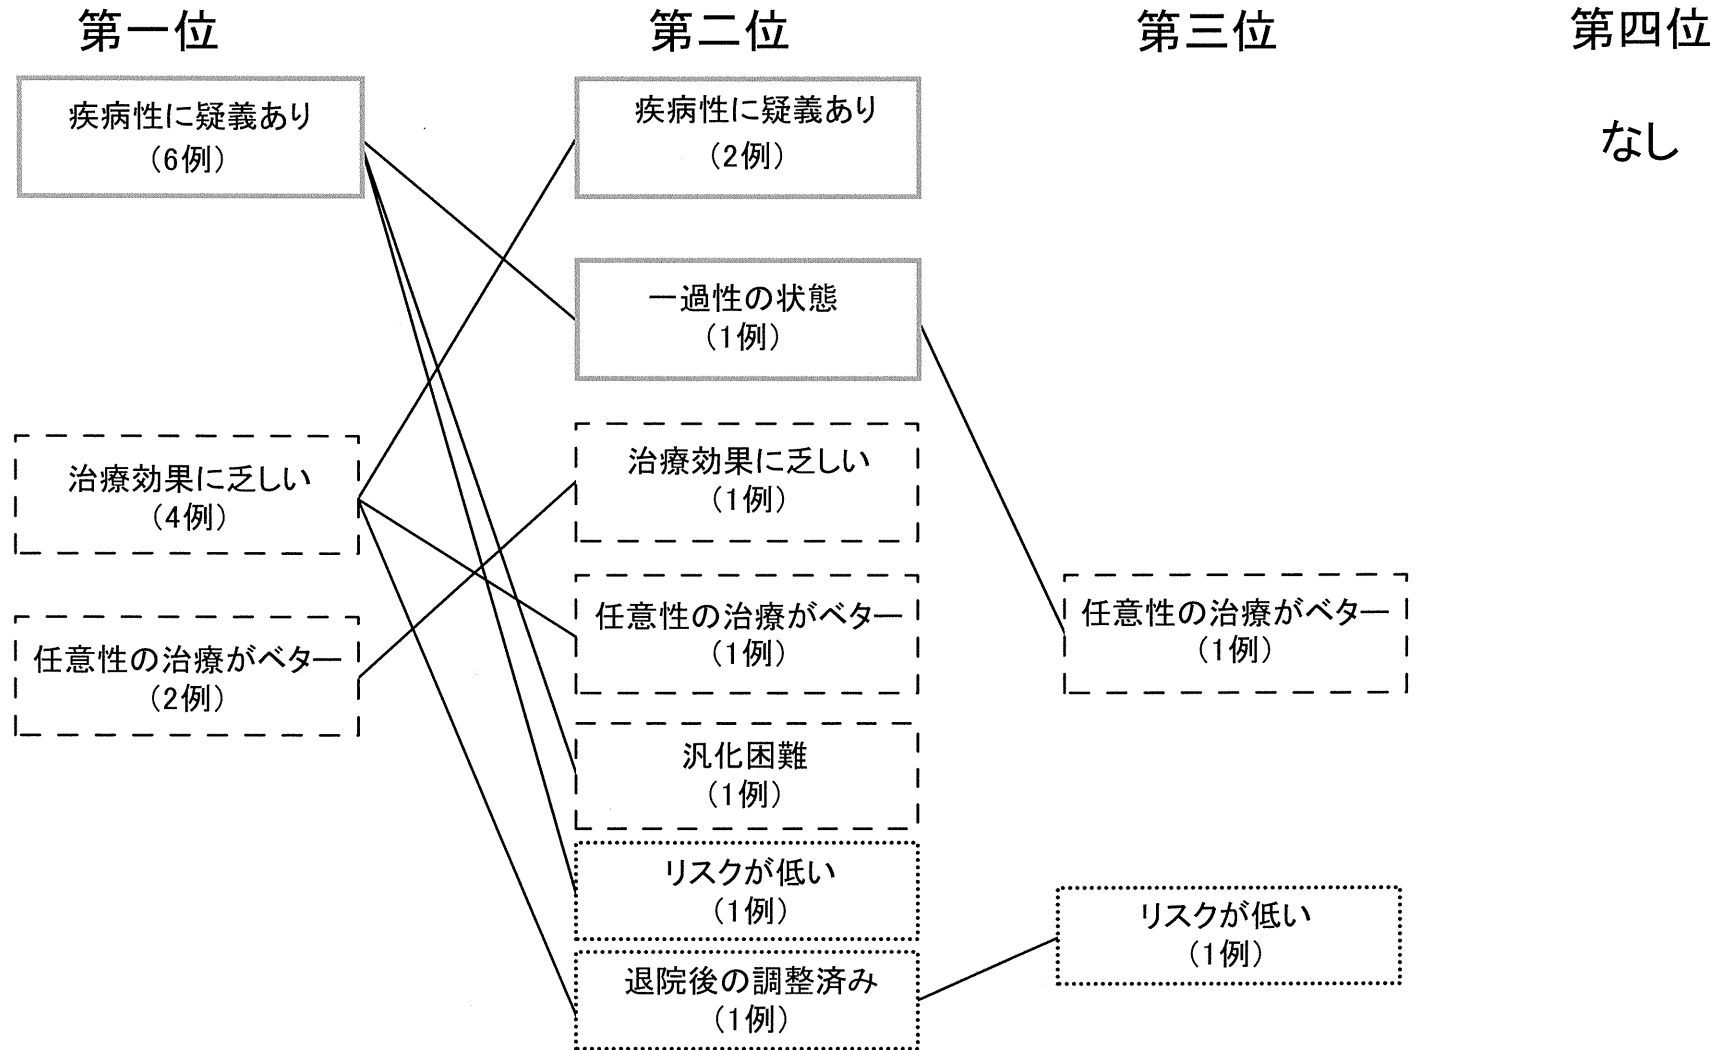 第一位
第二位
第三位
第四位
疾病性に疑義あり
(6例)
治療効果に乏しい
(4例)
任意性の治療がベター
(2例)
疾病性に疑義あり
(2例)
一過性の状態
(1例)
治療効果に乏しい
(1例)
任意性の治療がベター
(1例)
汎化困難
(1例)
リスクが低い
(1例)
退院後の調整済み
(1例)
任意性の治療がベター
(1例)
リスクが低い
(1例)
なし